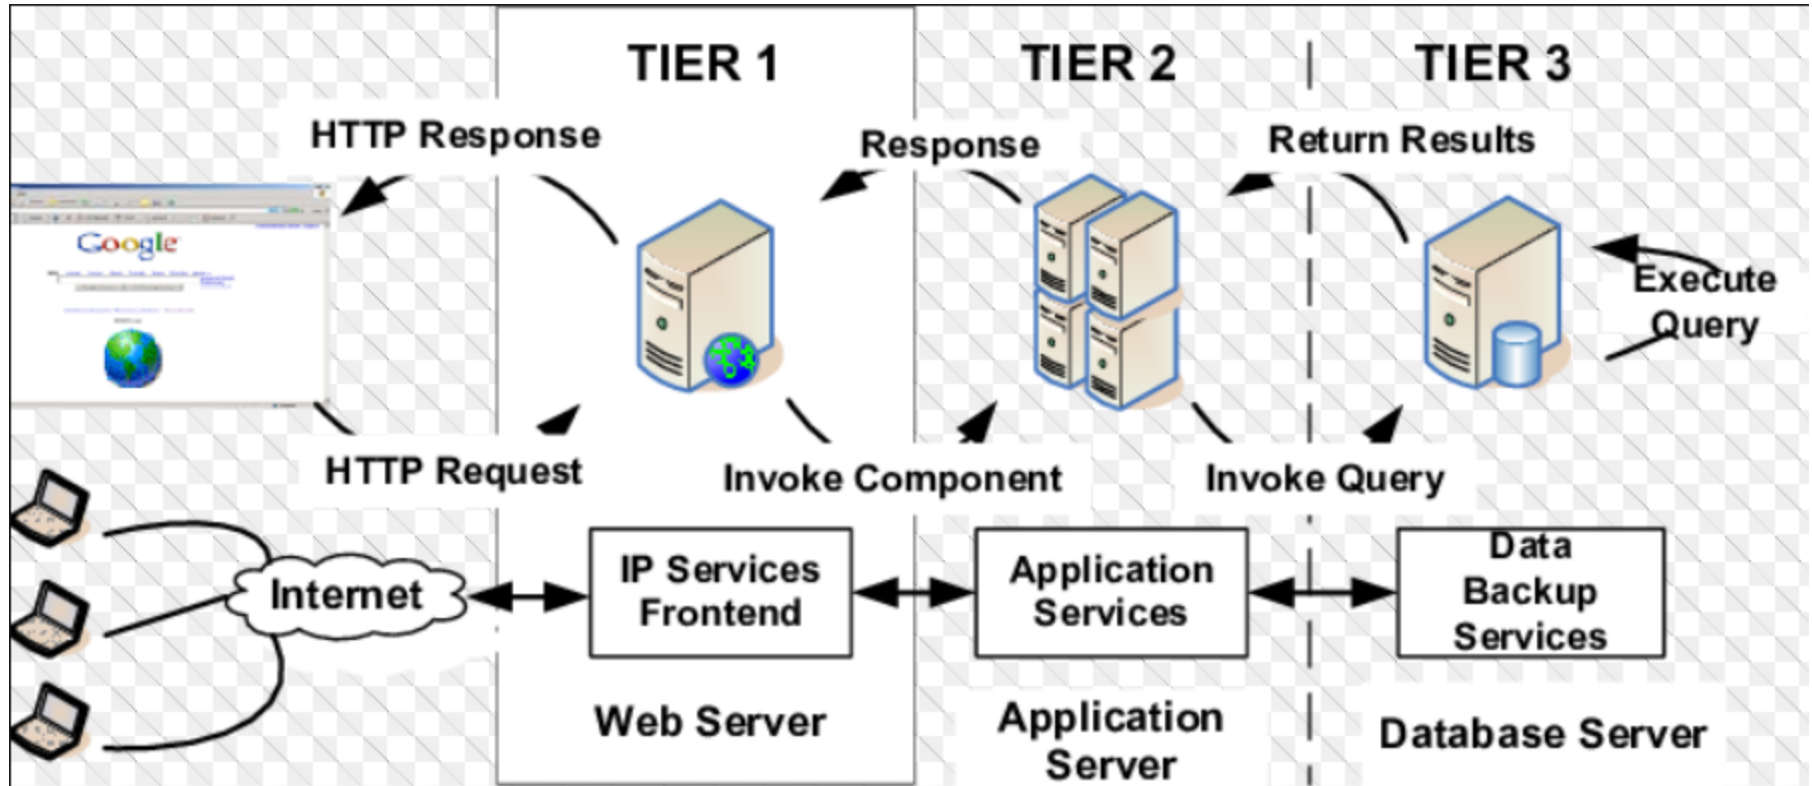 TIER 1
TIER 2
TIER 3
HTTP Response
Response
Return Results
Google
Execute
Query
HTTP Request
Invoke Component
Invoke Query
Internet
IP Services
Frontend
Application
Services
Data
Backup
Services
Web Server
Application
Server
Database Server